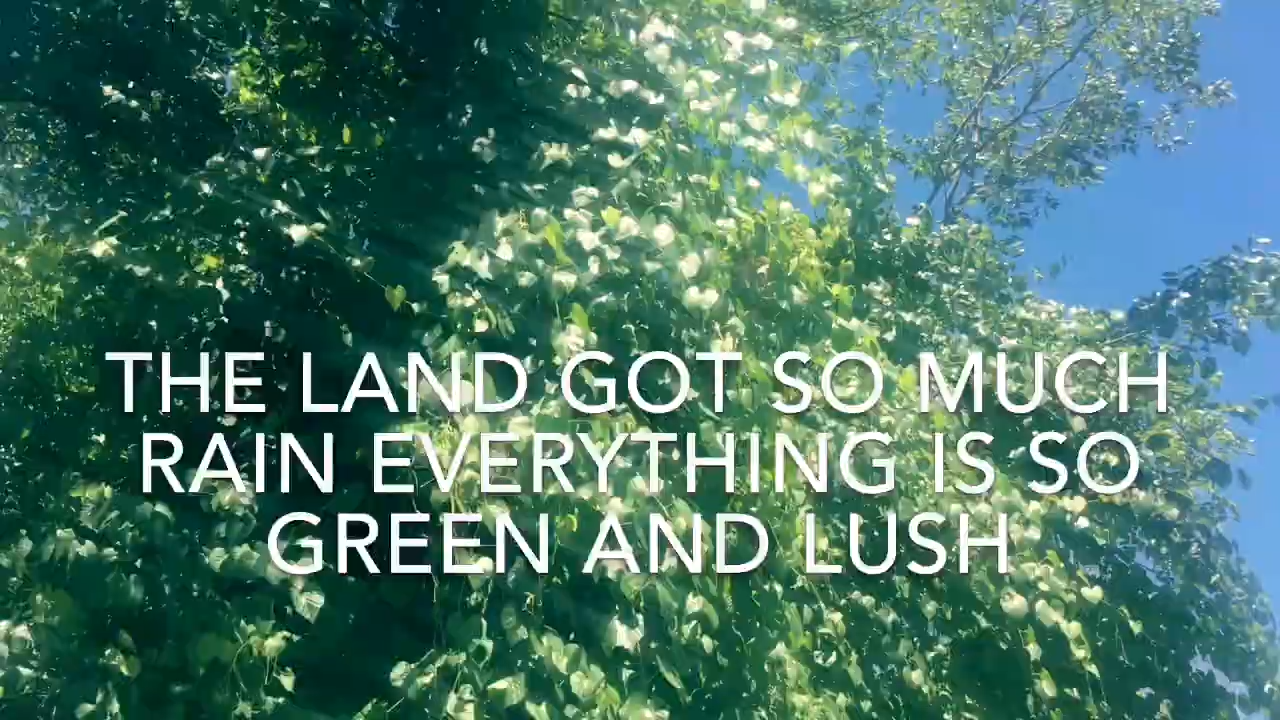 THE LAND GOT SO MUCH
RAIN EVERYTHING IS SO
GREEN AND LUSH